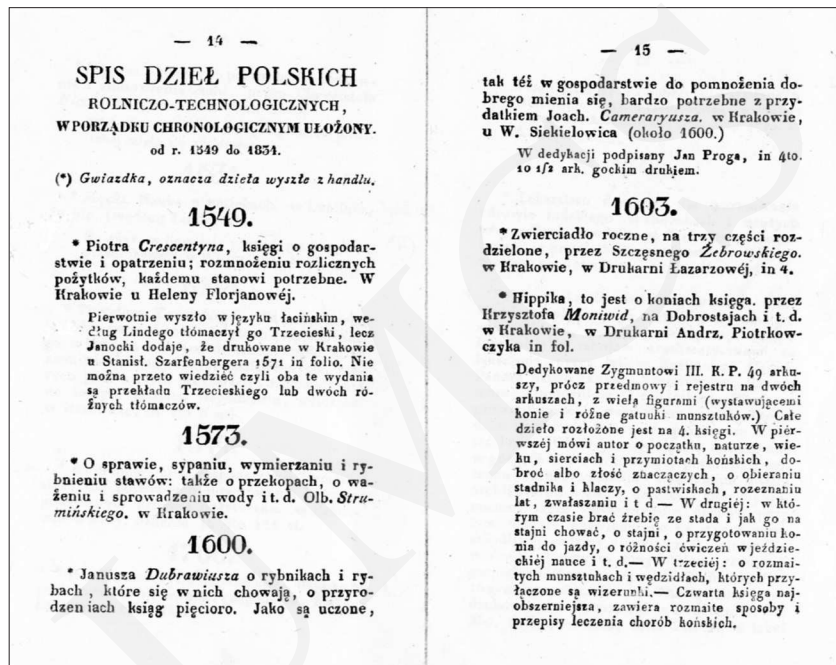 — 14 —
SPIS DZIEŁ POLSKICH
ROLNICZO-TECHNOLOGICZNYCH,
W PORZĄDKU CHRONOLOGICZNYM UŁOŻONY.
od r. 1549 do 1834.
(*) Gwiazdka, oznacza dzieła wyszłe z handlu.
1549.
* Piotra Crescentyna, księgi o gospodar-
stwie i opatrzeniu; rozmnożeniu rozlicznych
pożytków, każdemu stanowi potrzebne. W
Krakowie u Heleny Florjanowéj.
Pierwotnie wyszło w języku łacińskim, we-
dług Lindego tłómaczył go Trzecieski, lecz
Janocki dodaje, że drukowane w Krakowie
u Stanisł. Szarfenbergera 1571 in folio. Nie
można przeto wiedzieć czyli oba te wydania
są przekładu Trzecieskiego lub dwóch ró-
żnych tłómaczów.
1573.
* O sprawie, sypaniu, wymierzaniu i ry-
bnieniu stawów: także o przekopach, o wa-
żeniu i sprowadzeniu wody i t. d. Olb. Stru-
mińskiego. w Krakowie.
1600.
* Janusza Dubrawiusza o rybnikach i ry-
bach, które się w nich chowają, o przyro-
dzeniach ksiąg pięcioro. Jako są uczone,
— 15 —
tak téż w gospodarstwie do pomnożenia do-
brego mienia się, bardzo potrzebne z przy-
datkiem Joach. Cameraryusza. w Krakowie,
u W. Siekielowica (około 1600.)
W dedykacji podpisany Jan Proga, in 4to.
10 1/2 ark. gockim drukiem.
1603.
* Zwierciadło roczne, na trzy części roz-
dzielone, przez Szczęsnego Żebrowskiego.
w Krakowie, w Drukarni Łazarzowéj, in 4.
* Hippika, to jest o koniach księga. przez
Krzysztofa Moniwid, na Dobrostajach i t. d.
w Krakowie, w Drukarni Andrz. Piotrkow-
czyka in fol.
Dedykowane Zygmuntowi III. K. P. 49 arku-
szy, prócz przedmowy i rejestru na dwóch
arkuszach, z wielą figurami (wystawującemi
konie i różne gatunki munsztuków.) Całe
dzieło rozłożone jest na 4. księgi. W piér-
wszéj mówi autor o początku, naturze, wie-
ku, sierciach i przymiotach końskich, do-
broć albo złość znaczących, o obieraniu
stadnika i klaczy, o pastwiskach, rozeznaniu
lat, zwałaszaniu i t d — W drugiéj: w któ-
rym czasie brać źrebię ze stada i jak go na
stajni chować, o stajni, o przygotowaniu ko-
nia do jazdy, o różności ćwiczeń w jeździe-
ckiéj nauce i t. d.— W trzeciéj: o rozmai-
tych munsztukach i wędzidłach, których przy-
łączone są wizerunki.— Czwarta księga naj-
obszerniejsza, zawiera rozmaite sposoby i
przepisy leczenia chorób końskich.
UMCS